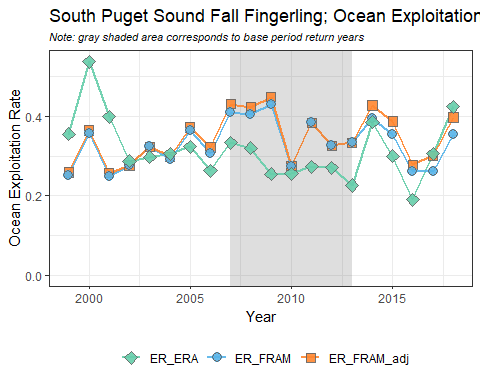 South Puget Sound Fall Fingerling; Ocean Exploitation
Note: gray shaded area corresponds to base period return years
Ocean Exploitation Rate
0.4
0.2
0.0
2000 2005 2010 2015
Year
ER_ERA ER_FRAM ER_FRAM_adj